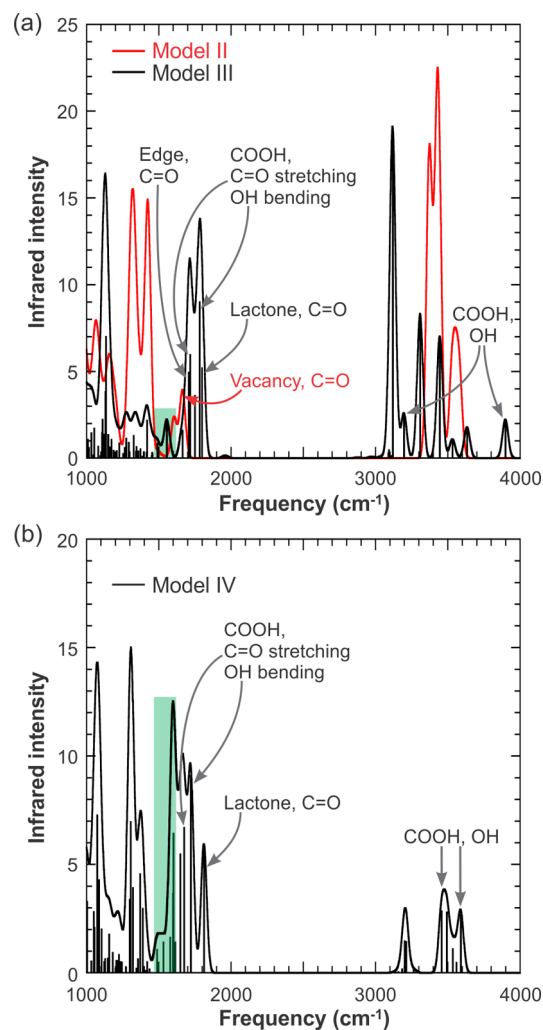 (a)
25
20
15
10
5
0
Infrared intensity
Model II
Model III
Edge,
C=O
COOH,
C=O stretching
OH bending
Lactone, C=O
Vacancy, C=O
COOH,
OH
1000 2000 3000 4000
Frequency (cm-1)
(b)
20
15
10
5
0
Infrared intensity
Model IV
COOH,
C=O stretching
OH bending
Lactone, C=O
COOH, OH
1000 2000 3000 4000
Frequency (cm-1)